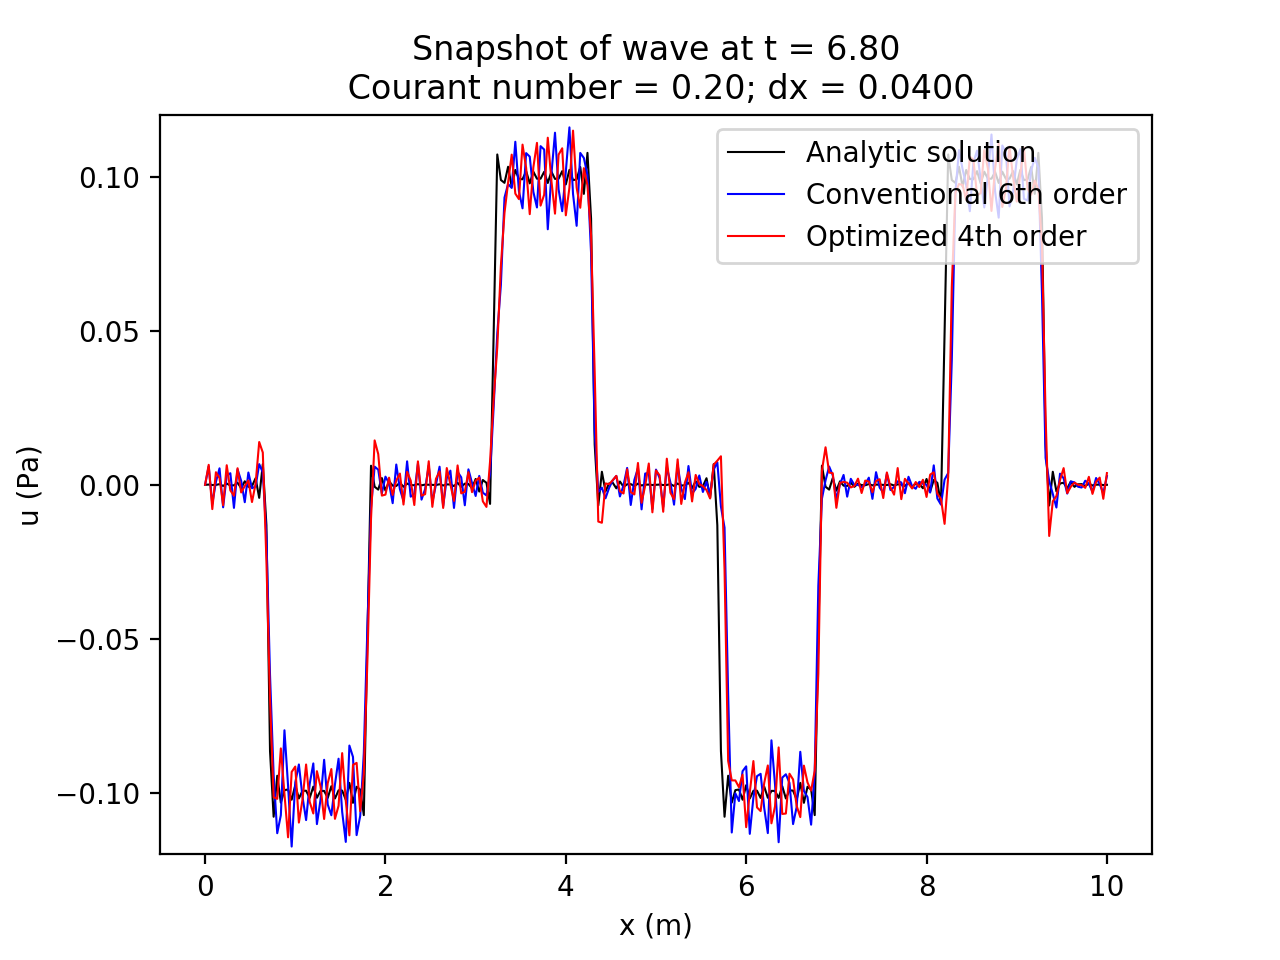 Snapshot of wave at t = 6.80
Courant number = 0.20; dx = 0.0400
Analytic solution
Conventional 6th order
Optimized 4th order
0.10
0.05
0.00
−0.05
−0.10
u (Pa)
0 2 4 6 8 10
x (m)